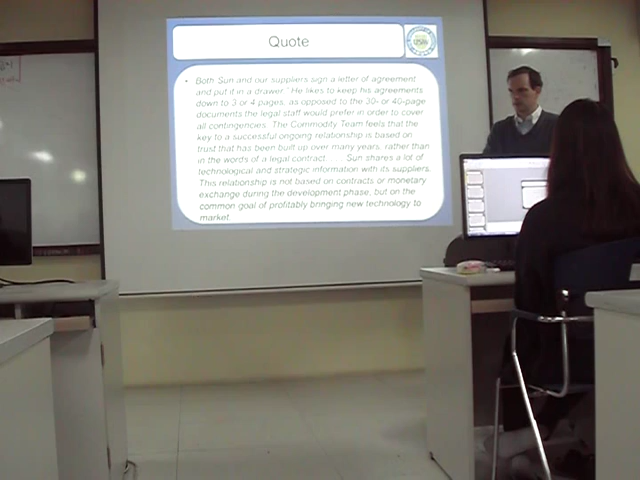 Quote
• Both Sun and our suppliers sign a letter of agreement
and put it in a drawer." He likes to keep his agreements
down to 3 or 4 pages, as opposed to the 30- or 40-page
documents the legal staff would prefer in order to cover
all contingencies. The Commodity Team feels that the
key to a successful ongoing relationship is based on
trust that has been built up over many years, rather than
in the words of a legal contract. . . . Sun shares a lot of
technological and strategic information with its suppliers.
This relationship is not based on contracts or monetary
exchange during the development phase, but on the
common goal of profitably bringing new technology to
market.